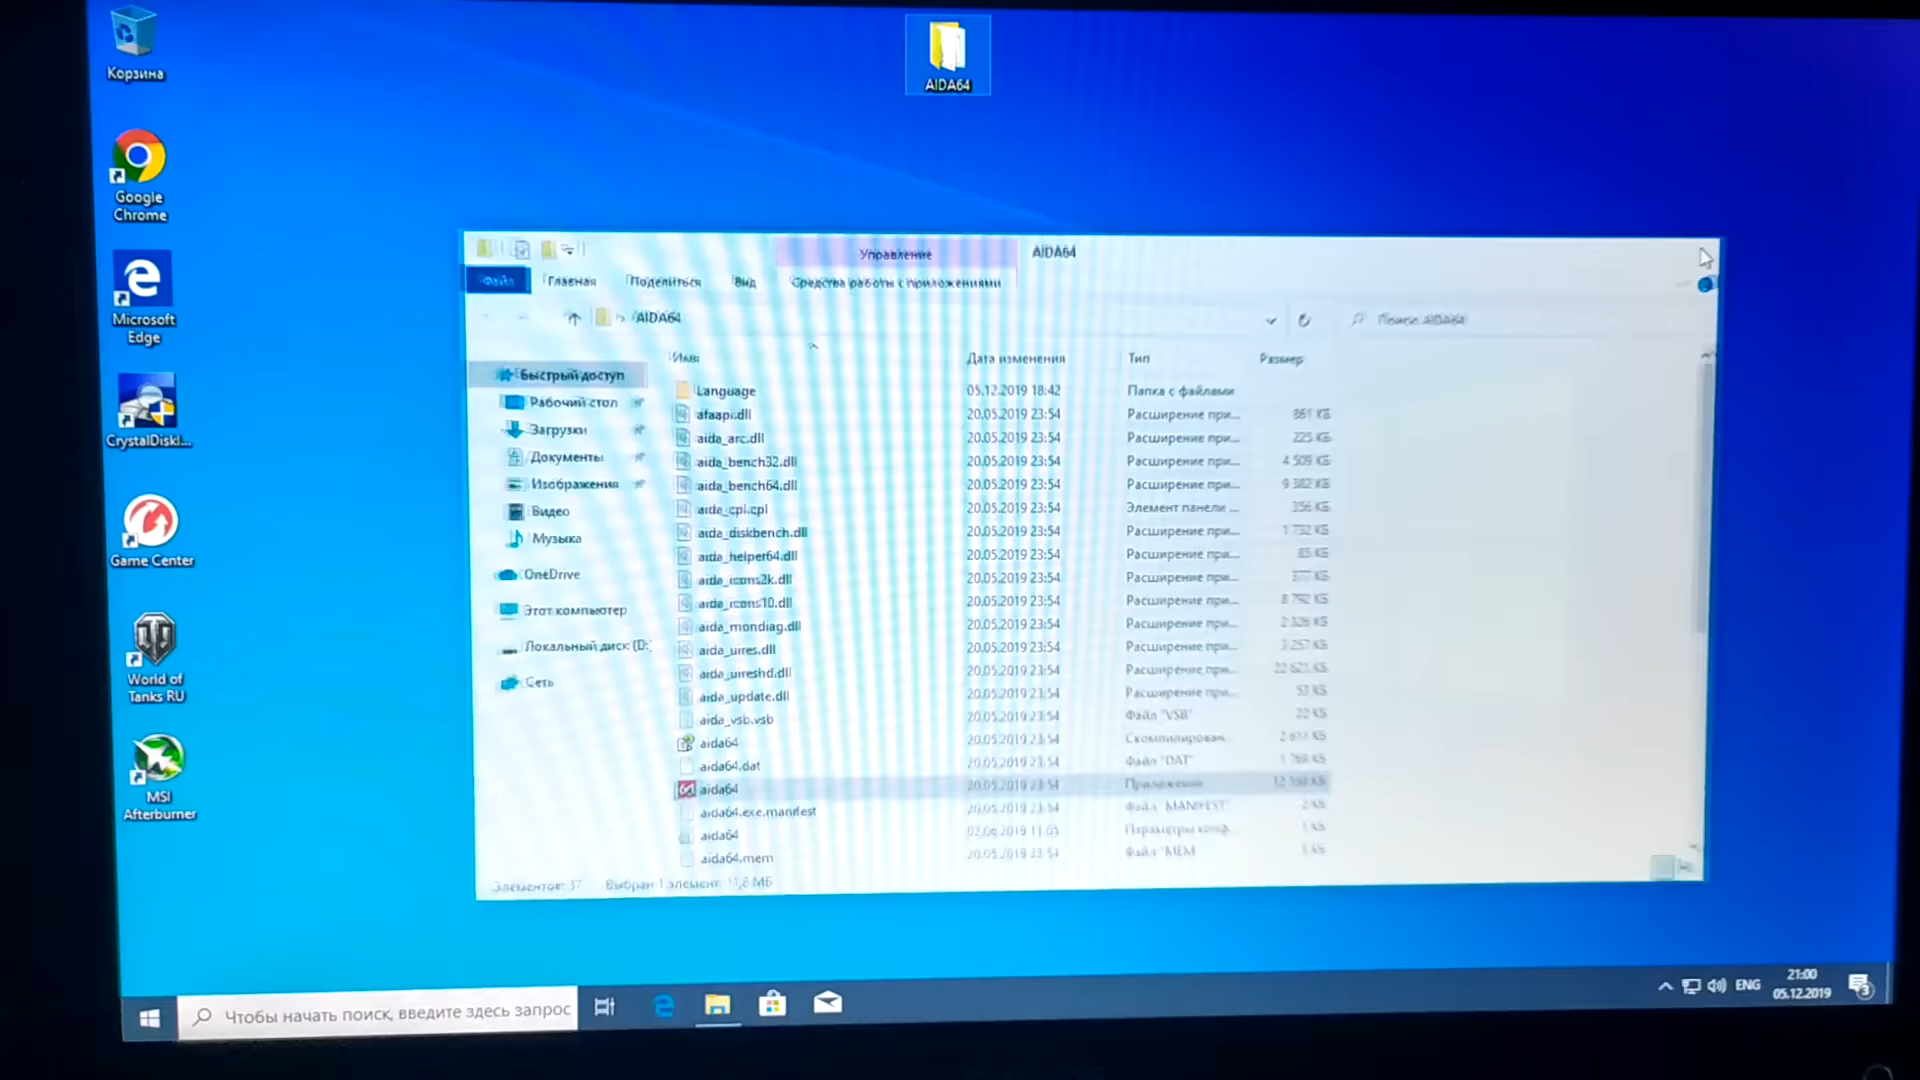 Корзина
AIDA64
Google
Chrome
Microsoft
Edge
CrystalDiskI...
Game Center
World of
Tanks RU
MSI
Afterburner
Управление
AIDA64
Файл
Главная
Поделиться
Вид
Средства работы с приложениями
AIDA64
Поиск: AIDA64
Имя
Дата изменения
Тип
Размер
Быстрый доступ
Рабочий стол
Загрузки
Документы
Изображения
Видео
Музыка
OneDrive
Этот компьютер
Локальный диск (D:)
Сеть
Language 05.12.2019 18:42 Папка с файлами
afaapi.dll 20.05.2019 23:54 Расширение при... 861 КБ
aida_arc.dll 20.05.2019 23:54 Расширение при... 225 КБ
aida_bench32.dll 20.05.2019 23:54 Расширение при... 4 509 КБ
aida_bench64.dll 20.05.2019 23:54 Расширение при... 9 382 КБ
aida_cpl.cpl 20.05.2019 23:54 Элемент панели ... 356 КБ
aida_diskbench.dll 20.05.2019 23:54 Расширение при... 1 732 КБ
aida_helper64.dll 20.05.2019 23:54 Расширение при... 85 КБ
aida_icons2k.dll 20.05.2019 23:54 Расширение при... КБ
aida_icons10.dll 20.05.2019 23:54 Расширение при... 8 792 КБ
aida_mondiag.dll 20.05.2019 23:54 Расширение при... 2 326 КБ
aida_uires.dll 20.05.2019 23:54 Расширение при... 3 257 КБ
aida_uireshd.dll 20.05.2019 23:54 Расширение при... 22 621 КБ
aida_update.dll 20.05.2019 23:54 Расширение при... 53 КБ
aida_vsb.vsb 20.05.2019 23:54 Файл "VSB" КБ
aida64 20.05.2019 23:54 Скомпилирован... КБ
aida64.dat 20.05.2019 23:54 Файл "DAT" КБ
aida64 20.05.2019 23:54 Приложение КБ
aida64.exe.manifest 20.05.2019 23:54 Файл "MANIFEST" 2 КБ
aida64 02.06.2019 11:05 Параметры конф... 1 КБ
aida64.mem 20.05.2019 23:54 Файл "MEM КБ
Элементов: 37 Выбран 1 элемент: 11,8 МБ
Чтобы начать поиск, введите здесь запрос
ENG
21:00
05.12.2019
3